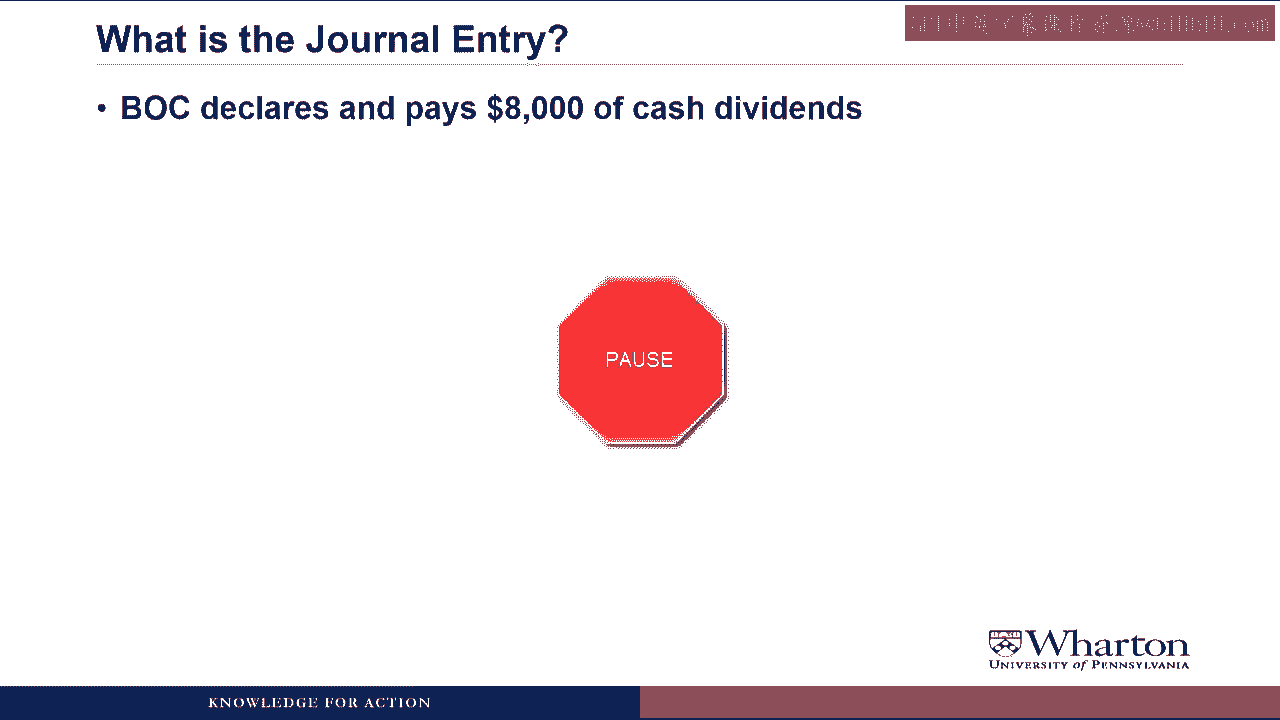 What is the Journal Entry?
• BOC declares and pays $8,000 of cash dividends
PAUSE
Wharton
UNIVERSITY of PENNSYLVANIA
KNOWLEDGE FOR ACTION